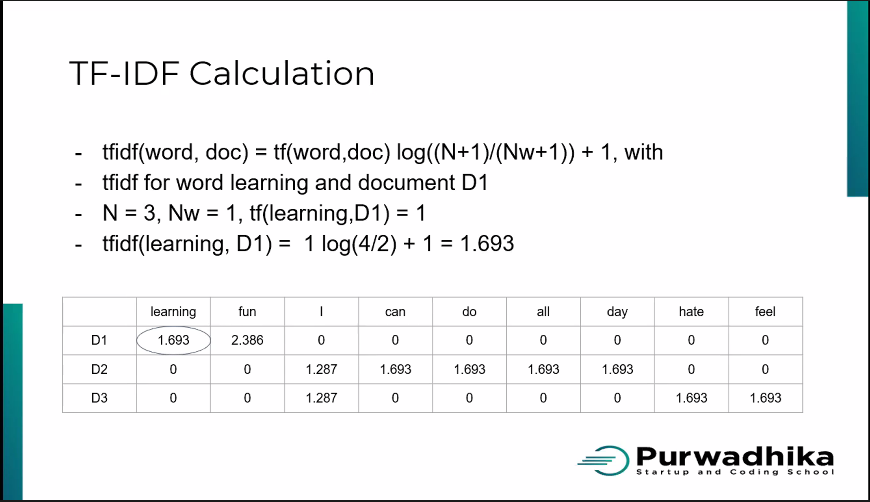 TF-IDF Calculation
- tfidf(word, doc) = tf(word,doc) log((N+1)/(Nw+1)) + 1, with
- tfidf for word learning and document D1
- N = 3, Nw = 1, tf(learning,D1) = 1
- tfidf(learning, D1) = 1 log(4/2) + 1 = 1.693
learning fun I can do all day hate feel
D1 1.693 2.386 0 0 0 0 0 0 0
D2 0 0 1.287 1.693 1.693 1.693 1.693 0 0
D3 0 0 1.287 0 0 0 0 1.693 1.693
Purwadhika
Startup and Coding School